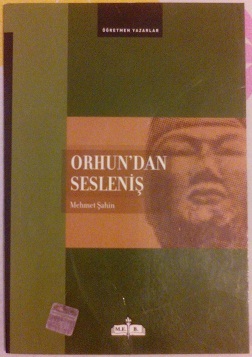 ÖĞRETMEN YAZARLAR
ORHUN'DAN
SESLENİŞ
Mehmet Şahin
M.E. B.